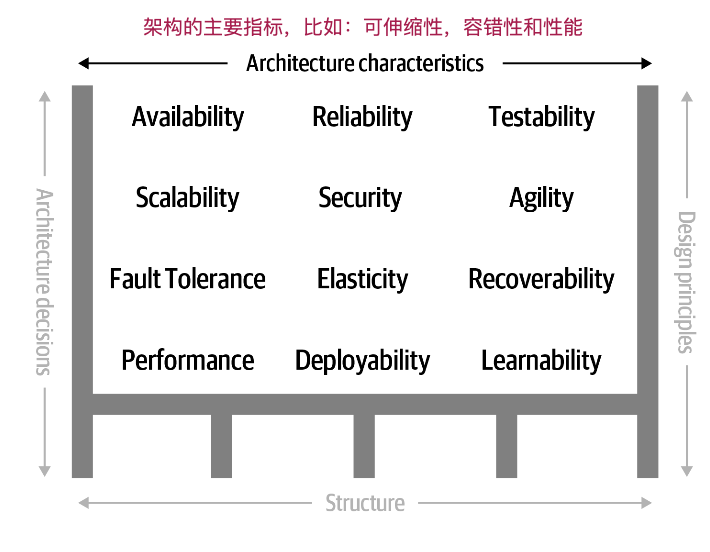 架构的主要指标，比如：可伸缩性，容错性和性能
Architecture characteristics
Availability Reliability Testability
Scalability Security Agility
Fault Tolerance Elasticity Recoverability
Performance Deployability Learnability
Architecture decisions
Design principles
Structure